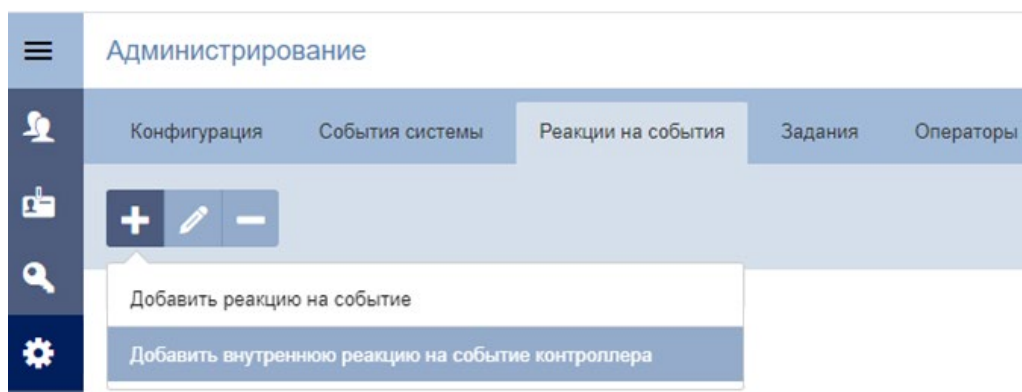 Администрирование
Конфигурация События системы Реакции на события Задания Операторы
Добавить реакцию на событие
Добавить внутреннюю реакцию на событие контроллера